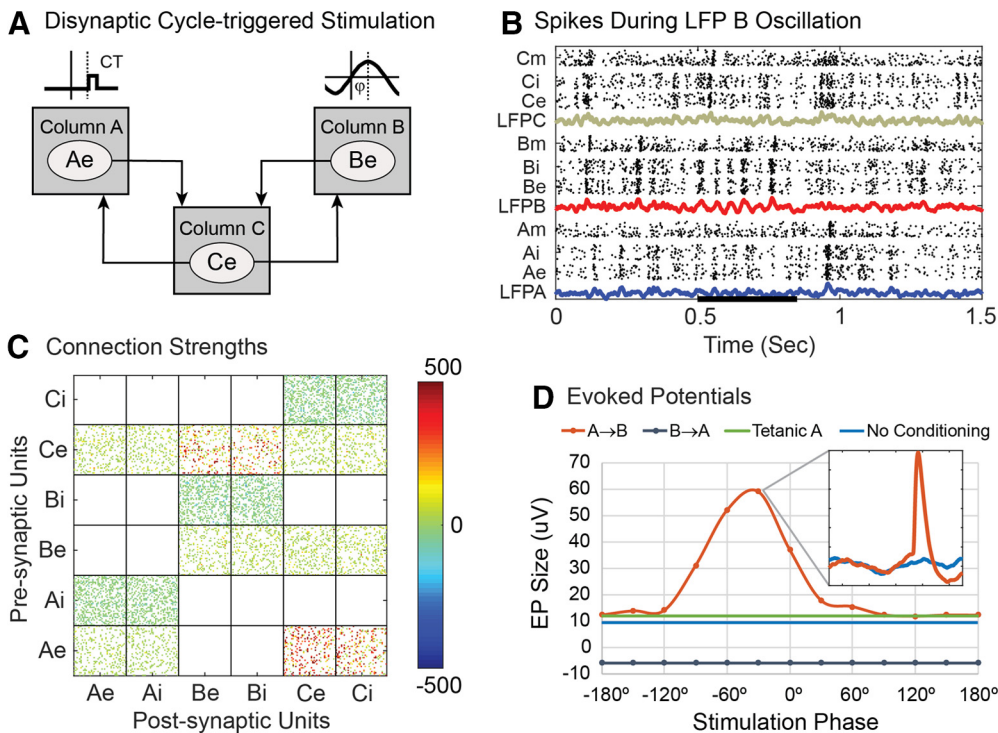 A Disynaptic Cycle-triggered Stimulation
CT
φ
Column A
Ae
Column B
Be
Column C
Ce
B Spikes During LFP B Oscillation
Cm
Ci
Ce
LFPC
Bm
Bi
Be
LFPB
Am
Ai
Ae
LFPA
0 0.5 1 1.5
Time (Sec)
C Connection Strengths
500
0
-500
Pre-synaptic Units
Ci
Ce
Bi
Be
Ai
Ae
Ae Ai Be Bi Ce Ci
Post-synaptic Units
D Evoked Potentials
A→B B→A Tetanic A No Conditioning
EP Size (uV)
70
60
50
40
30
20
10
0
-10
-180º -120º -60º 0º 60º 120º 180º
Stimulation Phase